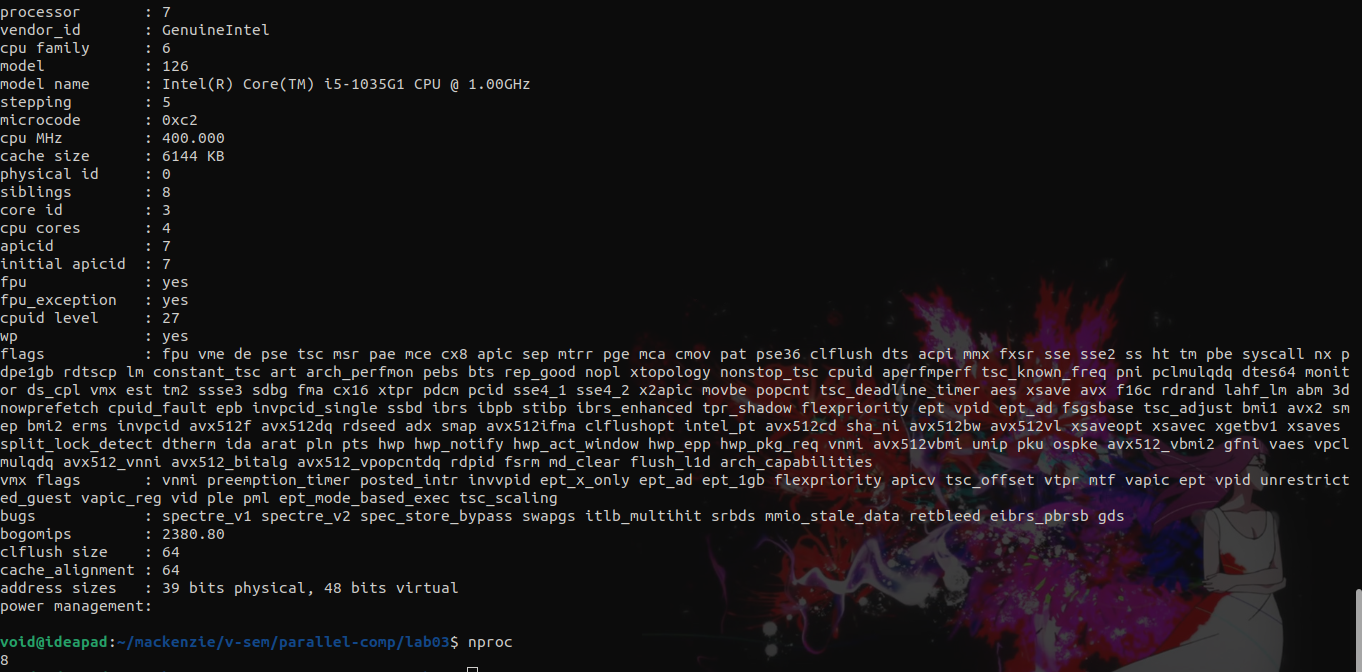 processor       : 7
vendor_id       : GenuineIntel
cpu family      : 6
model           : 126
model name      : Intel(R) Core(TM) i5-1035G1 CPU @ 1.00GHz
stepping        : 5
microcode       : 0xc2
cpu MHz         : 400.000
cache size      : 6144 KB
physical id     : 0
siblings        : 8
core id         : 3
cpu cores       : 4
apicid          : 7
initial apicid  : 7
fpu             : yes
fpu_exception   : yes
cpuid level     : 27
wp              : yes
flags           : fpu vme de pse tsc msr pae mce cx8 apic sep mtrr pge mca cmov pat pse36 clflush dts acpi mmx fxsr sse sse2 ss ht tm pbe syscall nx p
dpe1gb rdtscp lm constant_tsc art arch_perfmon pebs bts rep_good nopl xtopology nonstop_tsc cpuid aperfmperf tsc_known_freq pni pclmulqdq dtes64 monit
or ds_cpl vmx est tm2 ssse3 sdbg fma cx16 xtpr pdcm pcid sse4_1 sse4_2 x2apic movbe popcnt tsc_deadline_timer aes xsave avx f16c rdrand lahf_lm abm 3d
nowprefetch cpuid_fault epb invpcid_single ssbd ibrs ibpb stibp ibrs_enhanced tpr_shadow flexpriority ept vpid ept_ad fsgsbase tsc_adjust bmi1 avx2 sm
ep bmi2 erms invpcid avx512f avx512dq rdseed adx smap avx512ifma clflushopt intel_pt avx512cd sha_ni avx512bw avx512vl xsaveopt xsavec xgetbv1 xsaves
split_lock_detect dtherm ida arat pln pts hwp hwp_notify hwp_act_window hwp_epp hwp_pkg_req vnmi avx512vbmi umip pku ospke avx512_vbmi2 gfni vaes vpcl
mulqdq avx512_vnni avx512_bitalg avx512_vpopcntdq rdpid fsrm md_clear flush_l1d arch_capabilities
vmx flags       : vnmi preemption_timer posted_intr invvpid ept_x_only ept_ad ept_1gb flexpriority apicv tsc_offset vtpr mtf vapic ept vpid unrestrict
ed_guest vapic_reg vid ple pml ept_mode_based_exec tsc_scaling
bugs            : spectre_v1 spectre_v2 spec_store_bypass swapgs itlb_multihit srbds mmio_stale_data retbleed eibrs_pbrsb gds
bogomips        : 2380.80
clflush size    : 64
cache_alignment : 64
address sizes   : 39 bits physical, 48 bits virtual
power management:
void@ideapad:~/mackenzie/v-sem/parallel-comp/lab03$ nproc
8